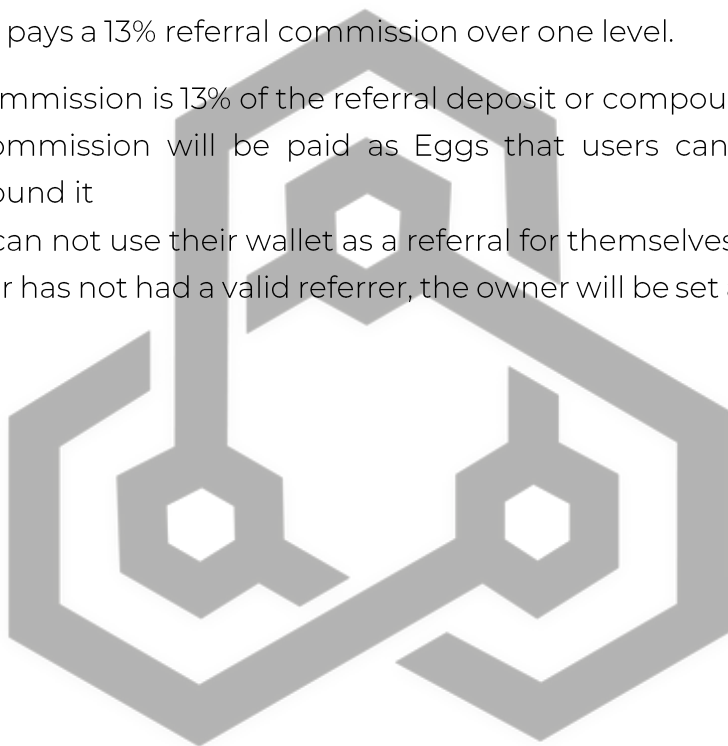 pays a 13% referral commission over one level.
mmission is 13% of the referral deposit or compou
ommission will be paid as Eggs that users can
ound it
can not use their wallet as a referral for themselves
r has not had a valid referrer, the owner will be set